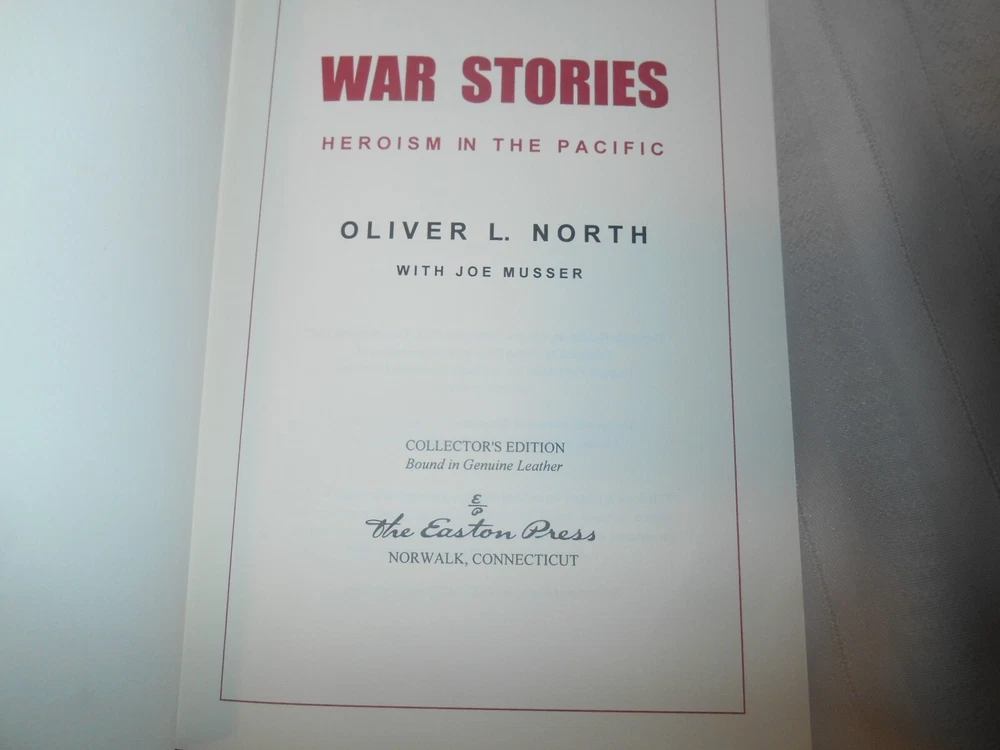 WAR STORIES
HEROISM IN THE PACIFIC
OLIVER L. NORTH
WITH JOE MUSSER
COLLECTOR'S EDITION
Bound in Genuine Leather
E
P
The Easton Press
NORWALK, CONNECTICUT